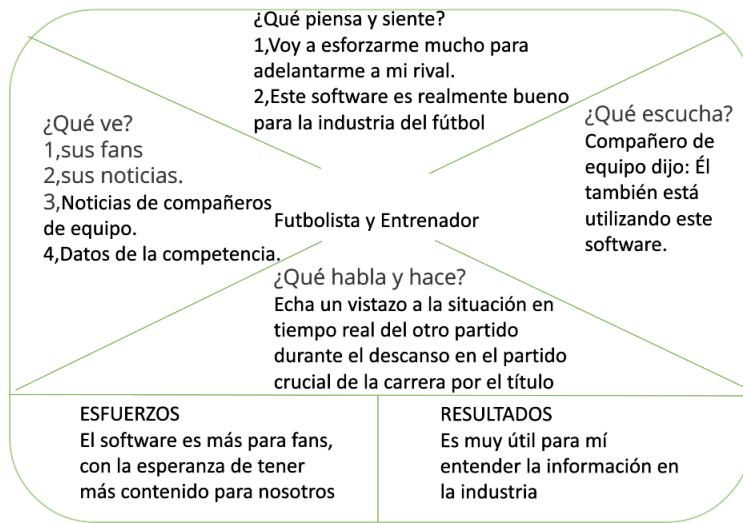 ¿Qué piensa y siente?
1,Voy a esforzarme mucho para
adelantarme a mi rival.
2,Este software es realmente bueno
para la industria del fútbol
¿Qué ve?
1,sus fans
2,sus noticias.
3,Noticias de compañeros
de equipo.
4,Datos de la competencia.
¿Qué escucha?
Compañero de
equipo dijo: Él
también está
utilizando este
software.
Futbolista y Entrenador
¿Qué habla y hace?
Echa un vistazo a la situación en
tiempo real del otro partido
durante el descanso en el partido
crucial de la carrera por el título
ESFUERZOS
El software es más para fans,
con la esperanza de tener
más contenido para nosotros
RESULTADOS
Es muy útil para mí
entender la información en
la industria